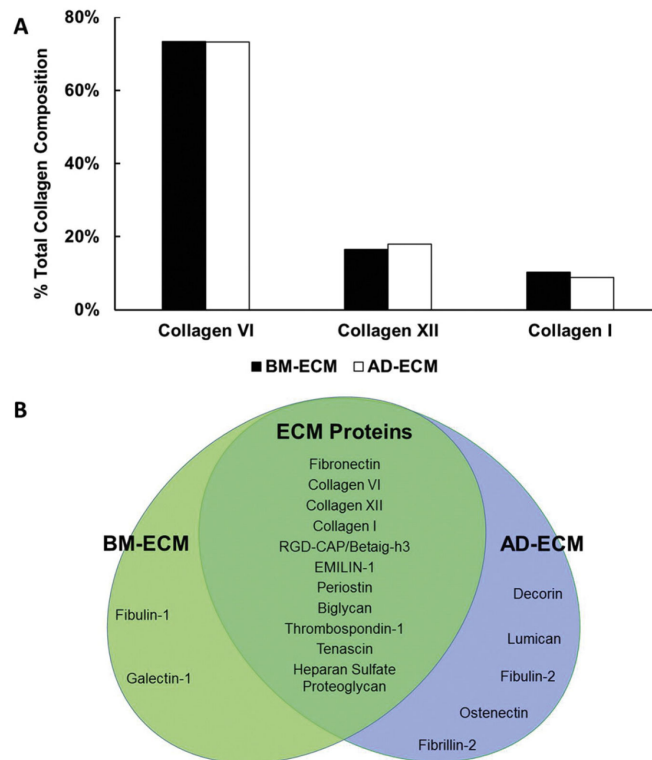 A
80%
60%
40%
20%
0%
% Total Collagen Composition
Collagen VI
Collagen XII
Collagen I
BM-ECM AD-ECM
B
ECM Proteins
Fibronectin
Collagen VI
Collagen XII
Collagen I
RGD-CAP/Betaig-h3
EMILIN-1
Periostin
Biglycan
Thrombospondin-1
Tenascin
Heparan Sulfate
Proteoglycan
BM-ECM
Fibulin-1
Galectin-1
AD-ECM
Decorin
Lumican
Fibulin-2
Ostenectin
Fibrillin-2